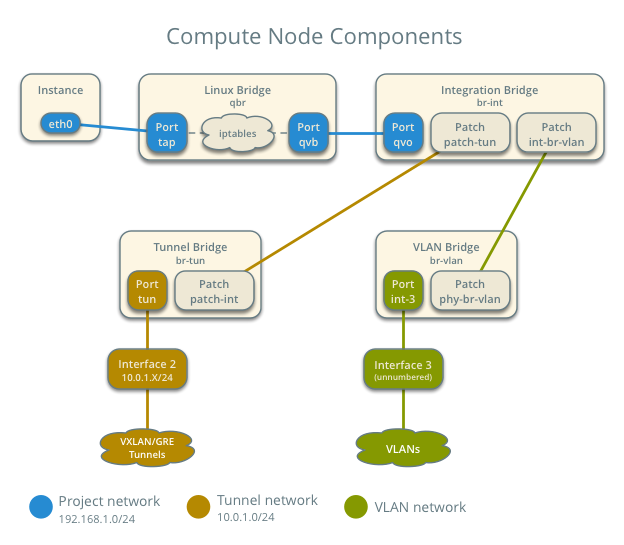 Compute Node Components
Instance
eth0
Linux Bridge
qbr
Port
tap
iptables
Port
qvb
Integration Bridge
br-int
Port
qvo
Patch
patch-tun
Patch
int-br-vlan
Tunnel Bridge
br-tun
Port
tun
Patch
patch-int
VLAN Bridge
br-vlan
Port
int-3
Patch
phy-br-vlan
Interface 2
10.0.1.X/24
Interface 3
(unnumbered)
VXLAN/GRE
Tunnels
VLANs
Project network
192.168.1.0/24
Tunnel network
10.0.1.0/24
VLAN network